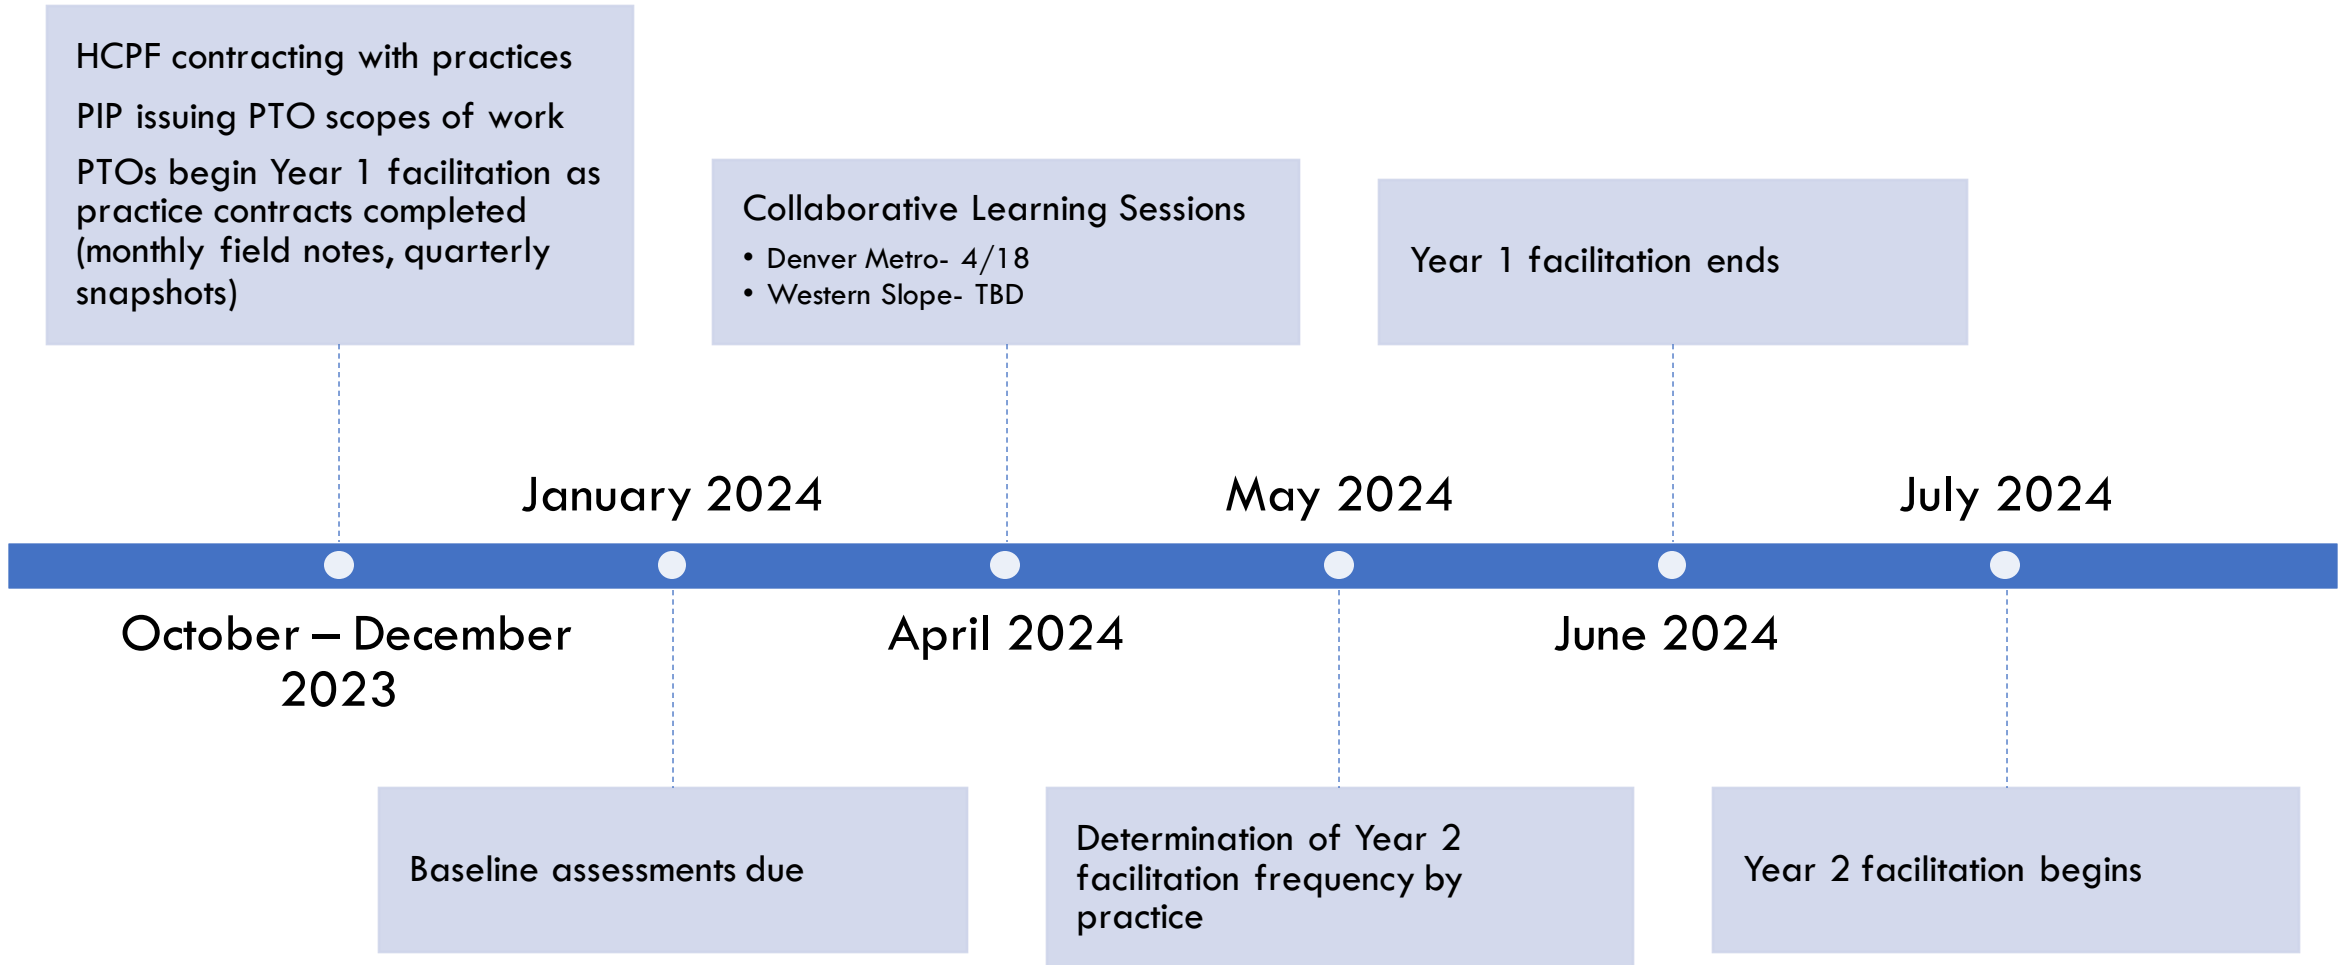 HCPF contracting with practices
PIP issuing PTO scopes of work
PTOs begin Year 1 facilitation as
practice contracts completed
(monthly field notes, quarterly
snapshots)
Collaborative Learning Sessions
• Denver Metro- 4/18
• Western Slope- TBD
Year 1 facilitation ends
January 2024
May 2024
July 2024
October – December
2023
April 2024
June 2024
Baseline assessments due
Determination of Year 2
facilitation frequency by
practice
Year 2 facilitation begins